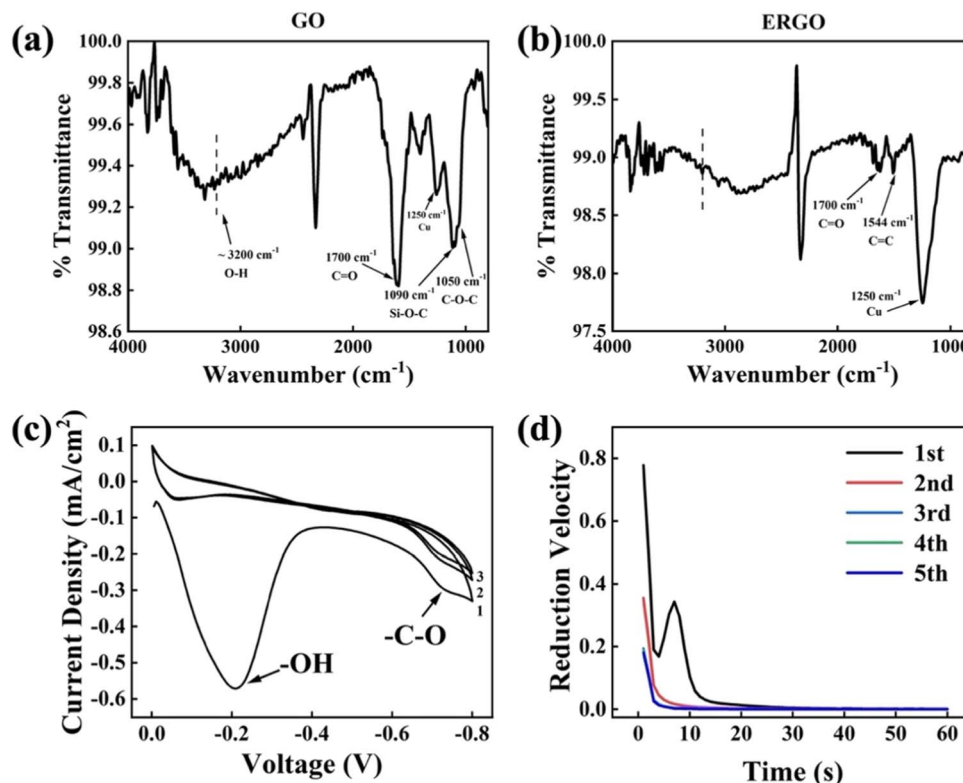 GO
(a)
100.0
99.8
99.6
99.4
99.2
99.0
98.8
98.6
% Transmittance
~ 3200 cm⁻¹
O-H
1700 cm⁻¹
C=O
1250 cm⁻¹
Cu
1090 cm⁻¹
Si-O-C
1050 cm⁻¹
C-O-C
4000 3000 2000 1000
Wavenumber (cm⁻¹)
ERGO
(b)
100.0
99.5
99.0
98.5
98.0
97.5
% Transmittance
1700 cm⁻¹
C=O
1544 cm⁻¹
C=C
1250 cm⁻¹
Cu
4000 3000 2000 1000
Wavenumber (cm⁻¹)
(c)
0.1
0.0
-0.1
-0.2
-0.3
-0.4
-0.5
-0.6
Current Density (mA/cm²)
3
2
1
-C-O
-OH
0.0 -0.2 -0.4 -0.6 -0.8
Voltage (V)
(d)
0.8
0.6
0.4
0.2
0.0
Reduction Velocity
1st
2nd
3rd
4th
5th
0 10 20 30 40 50 60
Time (s)